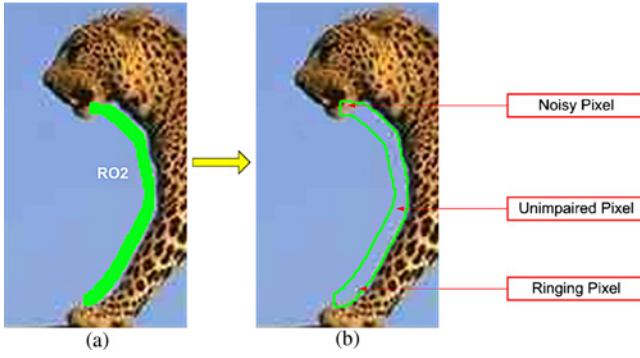 RO2
Noisy Pixel
Unimpaired Pixel
Ringing Pixel
(a)
(b)